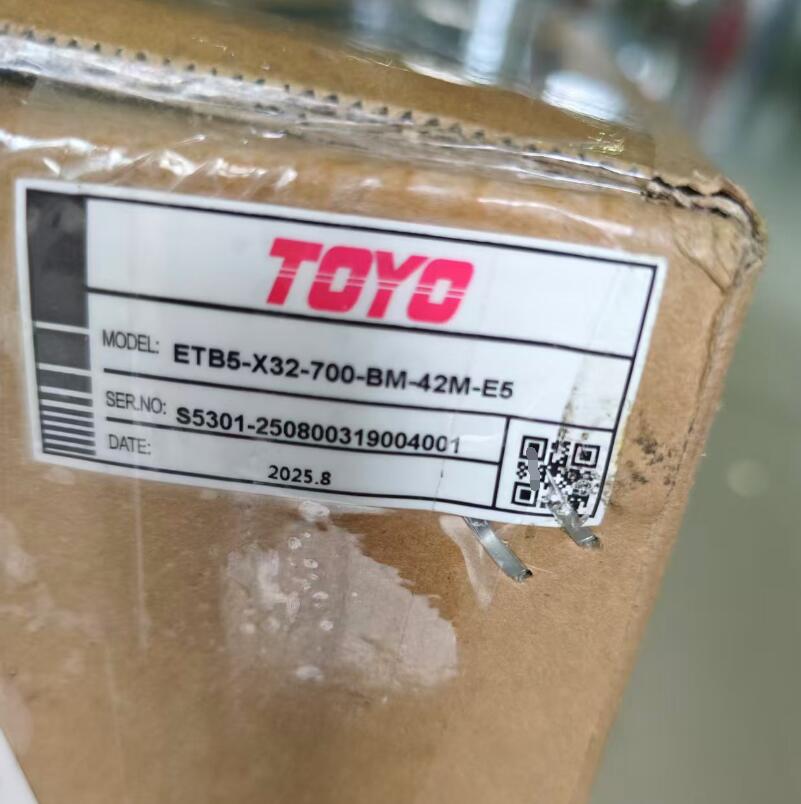 TOYO
MODEL: ETB5-X32-700-BM-42M-E5
SER.NO: S5301-250800319004001
DATE: 2025.8